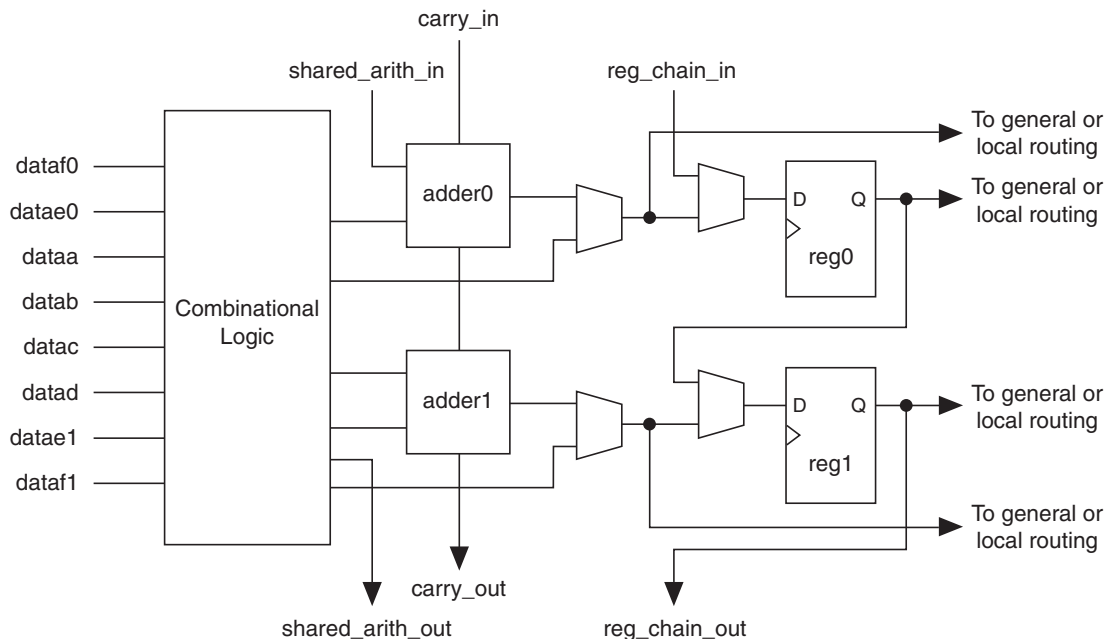 carry_in
shared_arith_in
reg_chain_in
To general or
local routing
dataf0
To general or
local routing
adder0
D
Q
datae0
dataa
reg0
datab
Combinational
Logic
datac
datad
adder1
D
Q
To general or
local routing
datae1
reg1
dataf1
To general or
local routing
carry_out
shared_arith_out
reg_chain_out